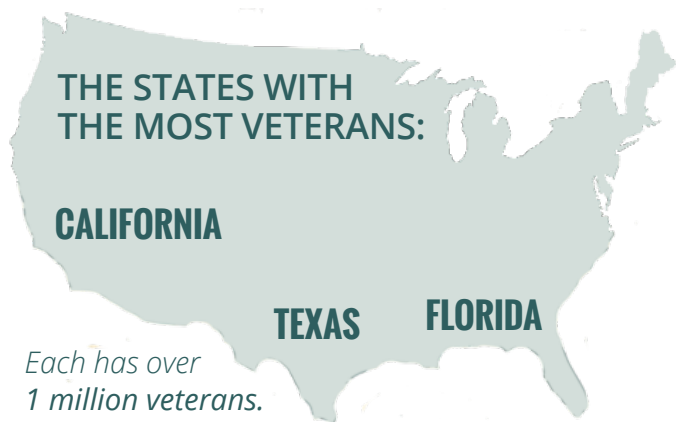 THE STATES WITH
THE MOST VETERANS:
CALIFORNIA
TEXAS
FLORIDA
Each has over
1 million veterans.